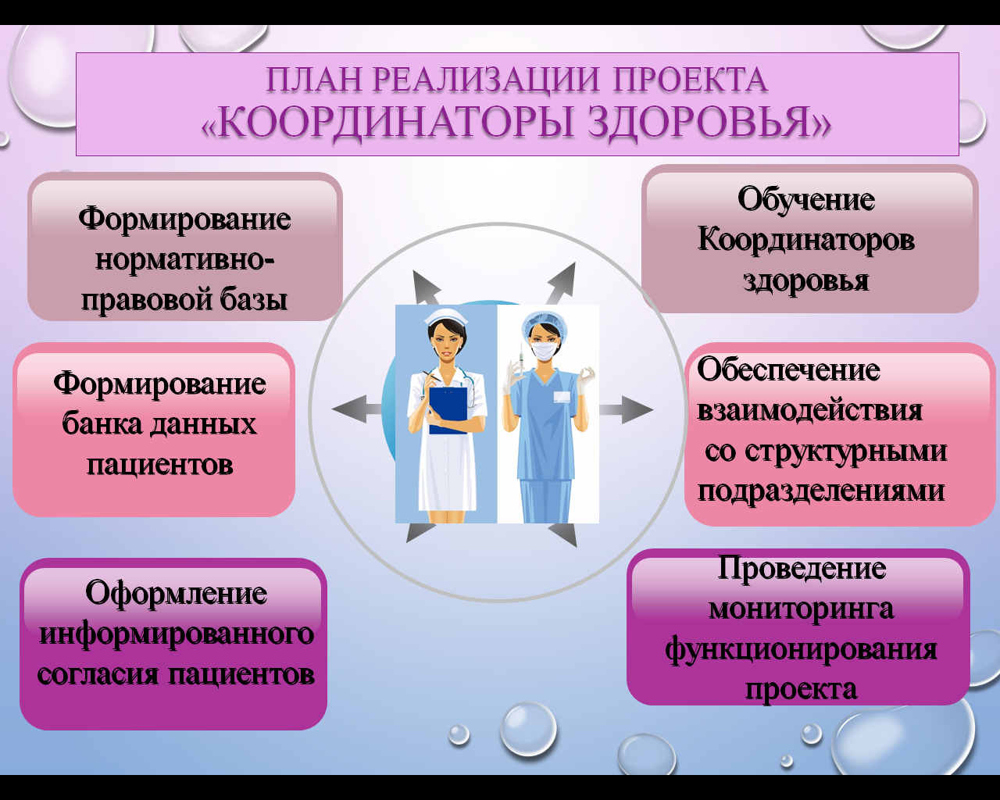 ПЛАН РЕАЛИЗАЦИИ ПРОЕКТА
«КООРДИНАТОРЫ ЗДОРОВЬЯ»
Формирование
нормативно-
правовой базы
Обучение
Координаторов
здоровья
Формирование
банка данных
пациентов
Обеспечение
взаимодействия
со структурными
подразделениями
Оформление
информированного
согласия пациентов
Проведение
мониторинга
функционирования
проекта